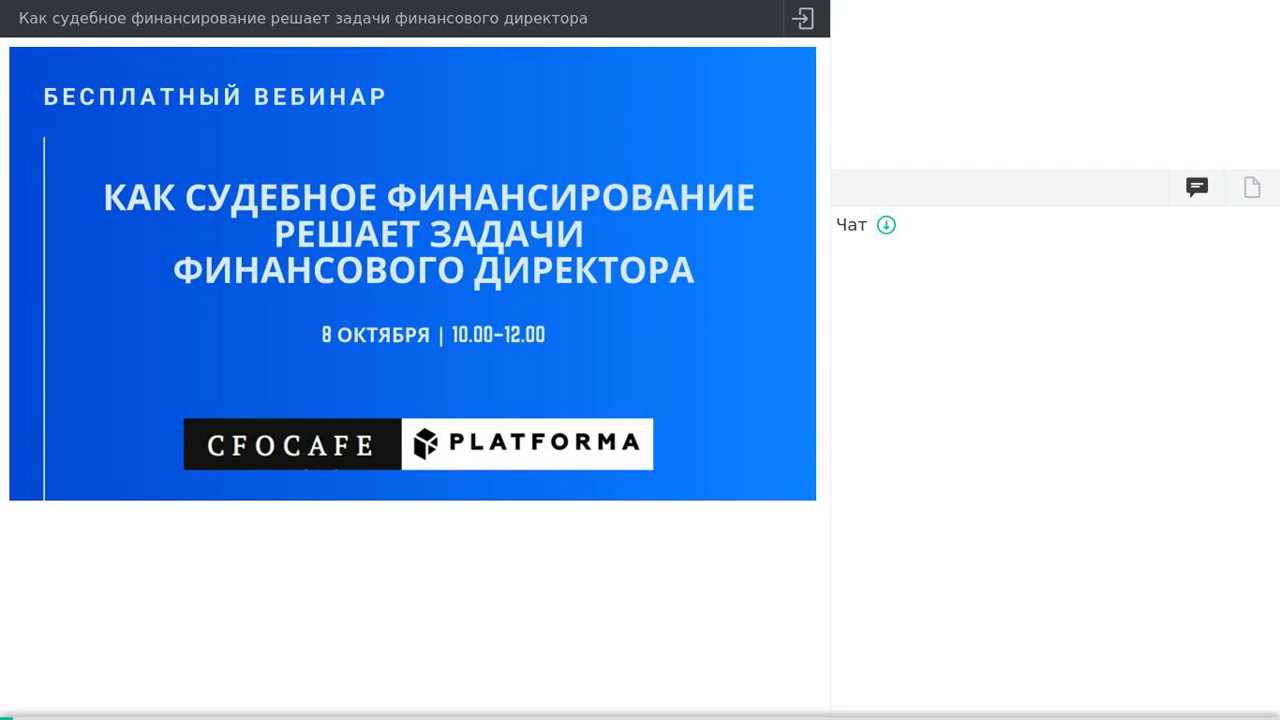 Как судебное финансирование решает задачи финансового директора
БЕСПЛАТНЫЙ ВЕБИНАР
КАК СУДЕБНОЕ ФИНАНСИРОВАНИЕ
РЕШАЕТ ЗАДАЧИ
ФИНАНСОВОГО ДИРЕКТОРА
8 ОКТЯБРЯ | 10.00-12.00
CFOCAFE
PLATFORMA
Чат